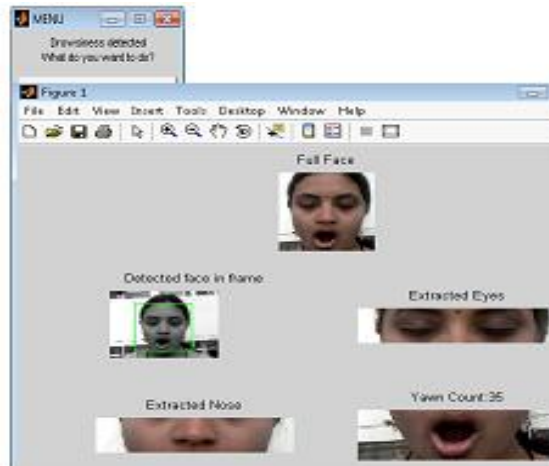 MENU
Drowsiness detected
What do you want to do?
Figure 1
File Edit View Insert Tools Desktop Window Help
Full Face
Detected face in frame
Extracted Eyes
Extracted Nose
Yawn Count:35